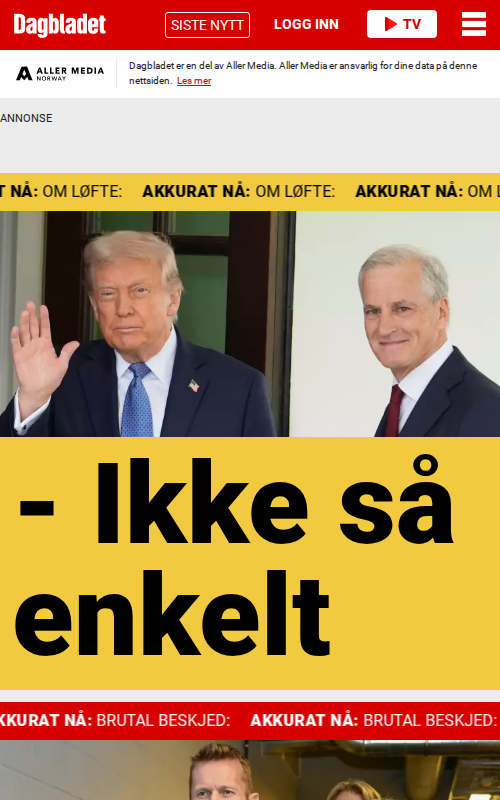 Dagbladet
SISTE NYTT
LOGG INN
TV
ALLER MEDIA
NORWAY
Dagbladet er en del av Aller Media. Aller Media er ansvarlig for dine data på denne
nettsiden. Les mer
ANNONSE
T NÅ: OM LØFTE: AKKURAT NÅ: OM LØFTE: AKKURAT NÅ: OM L
- Ikke så
enkelt
KKURAT NÅ: BRUTAL BESKJED: AKKURAT NÅ: BRUTAL BESKJED: